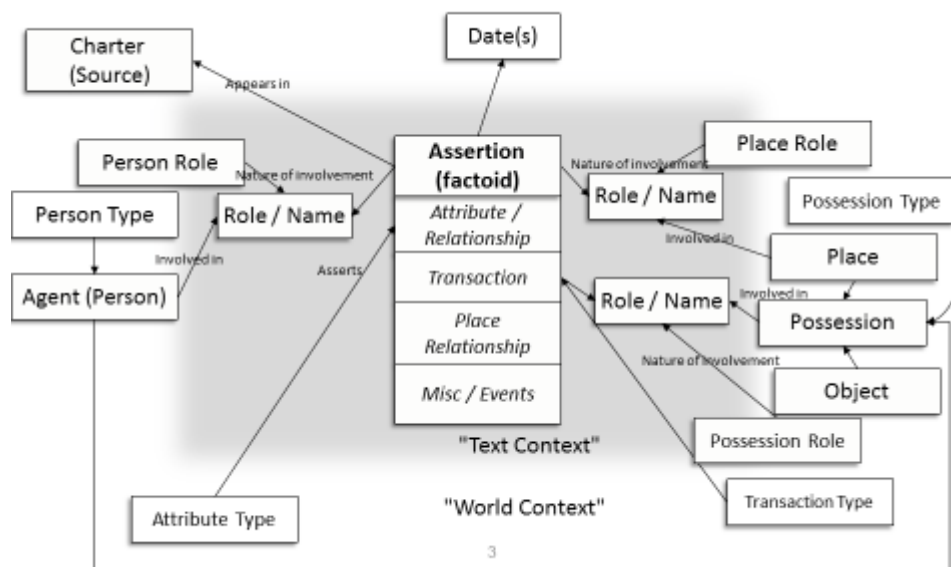 Charter
(Source)
Date(s)
Appears in
Person Role
Nature of involvement
Person Type
Role / Name
Involved in
Agent (Person)
Asserts
Assertion
(factoid)
Attribute /
Relationship
Transaction
Place
Relationship
Misc / Events
Place Role
Nature of involvement
Role / Name
Possession Type
Involved in
Place
Role / Name
Involved in
Possession
Nature of involvement
Object
"Text Context"
Possession Role
"World Context"
Attribute Type
Transaction Type
3